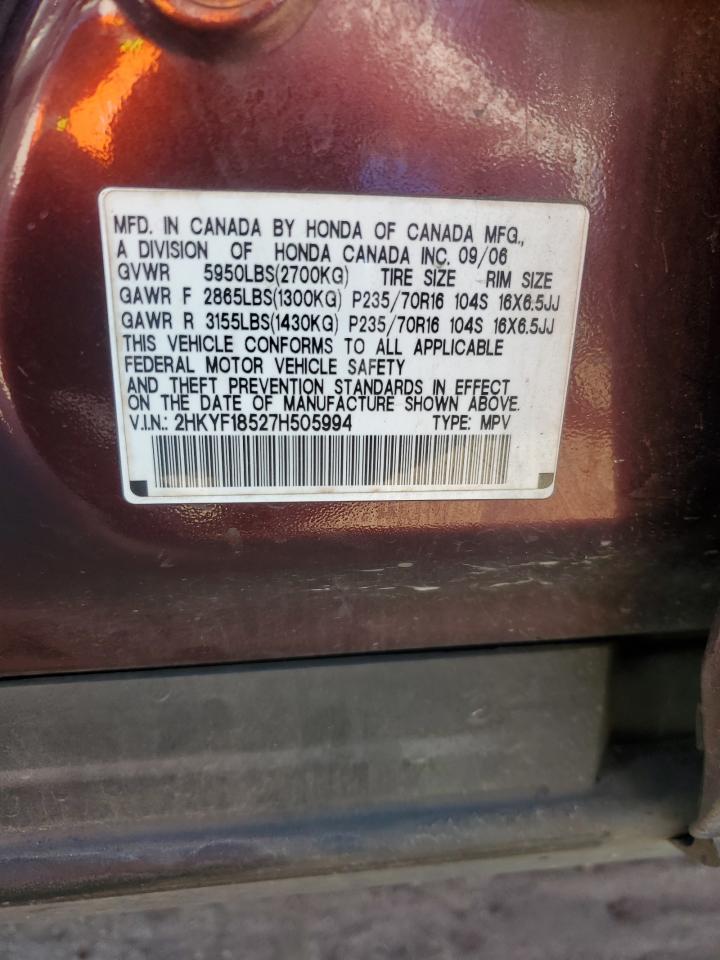 MFD. IN CANADA BY HONDA OF CANADA MFG.,
A DIVISION OF HONDA CANADA INC. 09/06
GVWR 5950LBS(2700KG) TIRE SIZE RIM SIZE
GAWR F 2865LBS(1300KG) P235/70R16 104S 16X6.5JJ
GAWR R 3155LBS(1430KG) P235/70R16 104S 16X6.5JJ
THIS VEHICLE CONFORMS TO ALL APPLICABLE
FEDERAL MOTOR VEHICLE SAFETY
AND THEFT PREVENTION STANDARDS IN EFFECT
ON THE DATE OF MANUFACTURE SHOWN ABOVE.
V.I.N.: 2HKYF18527H505994 TYPE: MPV